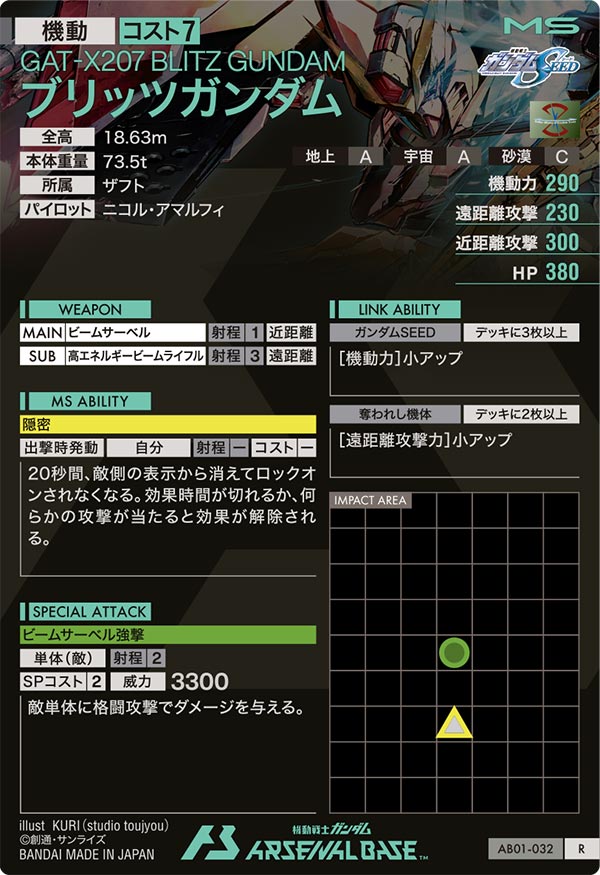 機動 コスト7
MS
GAT-X207 BLITZ GUNDAM
ブリッツガンダム
機動戦士 ガンダム SEED
全高 18.63m
本体重量 73.5t
所属 ザフト
パイロット ニコル・アマルフィ
地上 A 宇宙 A 砂漠 C
機動力 290
遠距離攻撃 230
近距離攻撃 300
HP 380
WEAPON
MAIN ビームサーベル 射程 1 近距離
SUB 高エネルギービームライフル 射程 3 遠距離
MS ABILITY
隠密
出撃時発動 自分 射程 ー コスト ー
20秒間、敵側の表示から消えてロックオ
ンされなくなる。効果時間が切れるか、何
らかの攻撃が当たると効果が解除され
る。
SPECIAL ATTACK
ビームサーベル強撃
単体(敵) 射程 2
SPコスト 2 威力 3300
敵単体に格闘攻撃でダメージを与える。
LINK ABILITY
ガンダムSEED デッキに3枚以上
[機動力]小アップ
奪われし機体 デッキに2枚以上
[遠距離攻撃力]小アップ
IMPACT AREA
illust KURI(studio toujyou)
©創通・サンライズ
BANDAI MADE IN JAPAN
機動戦士ガンダム
ARSENAL BASE™
AB01-032 R